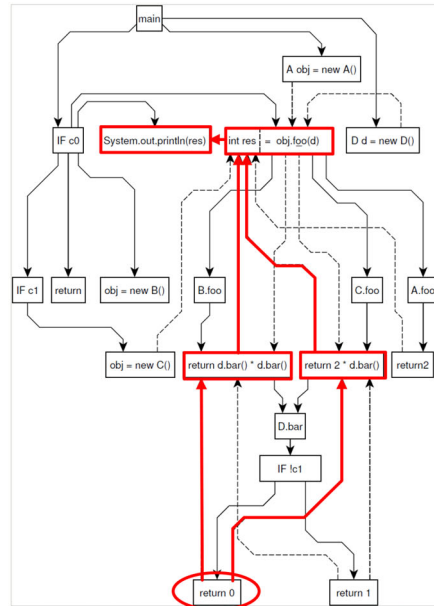 main
A obj = new A()
IF c0
System.out.println(res)
int res = obj.foo(d)
D d = new D()
IF c1
return
obj = new B()
B.foo
C.foo
A.foo
obj = new C()
return d.bar() * d.bar()
return 2 * d.bar()
return2
D.bar
IF !c1
return 0
return 1